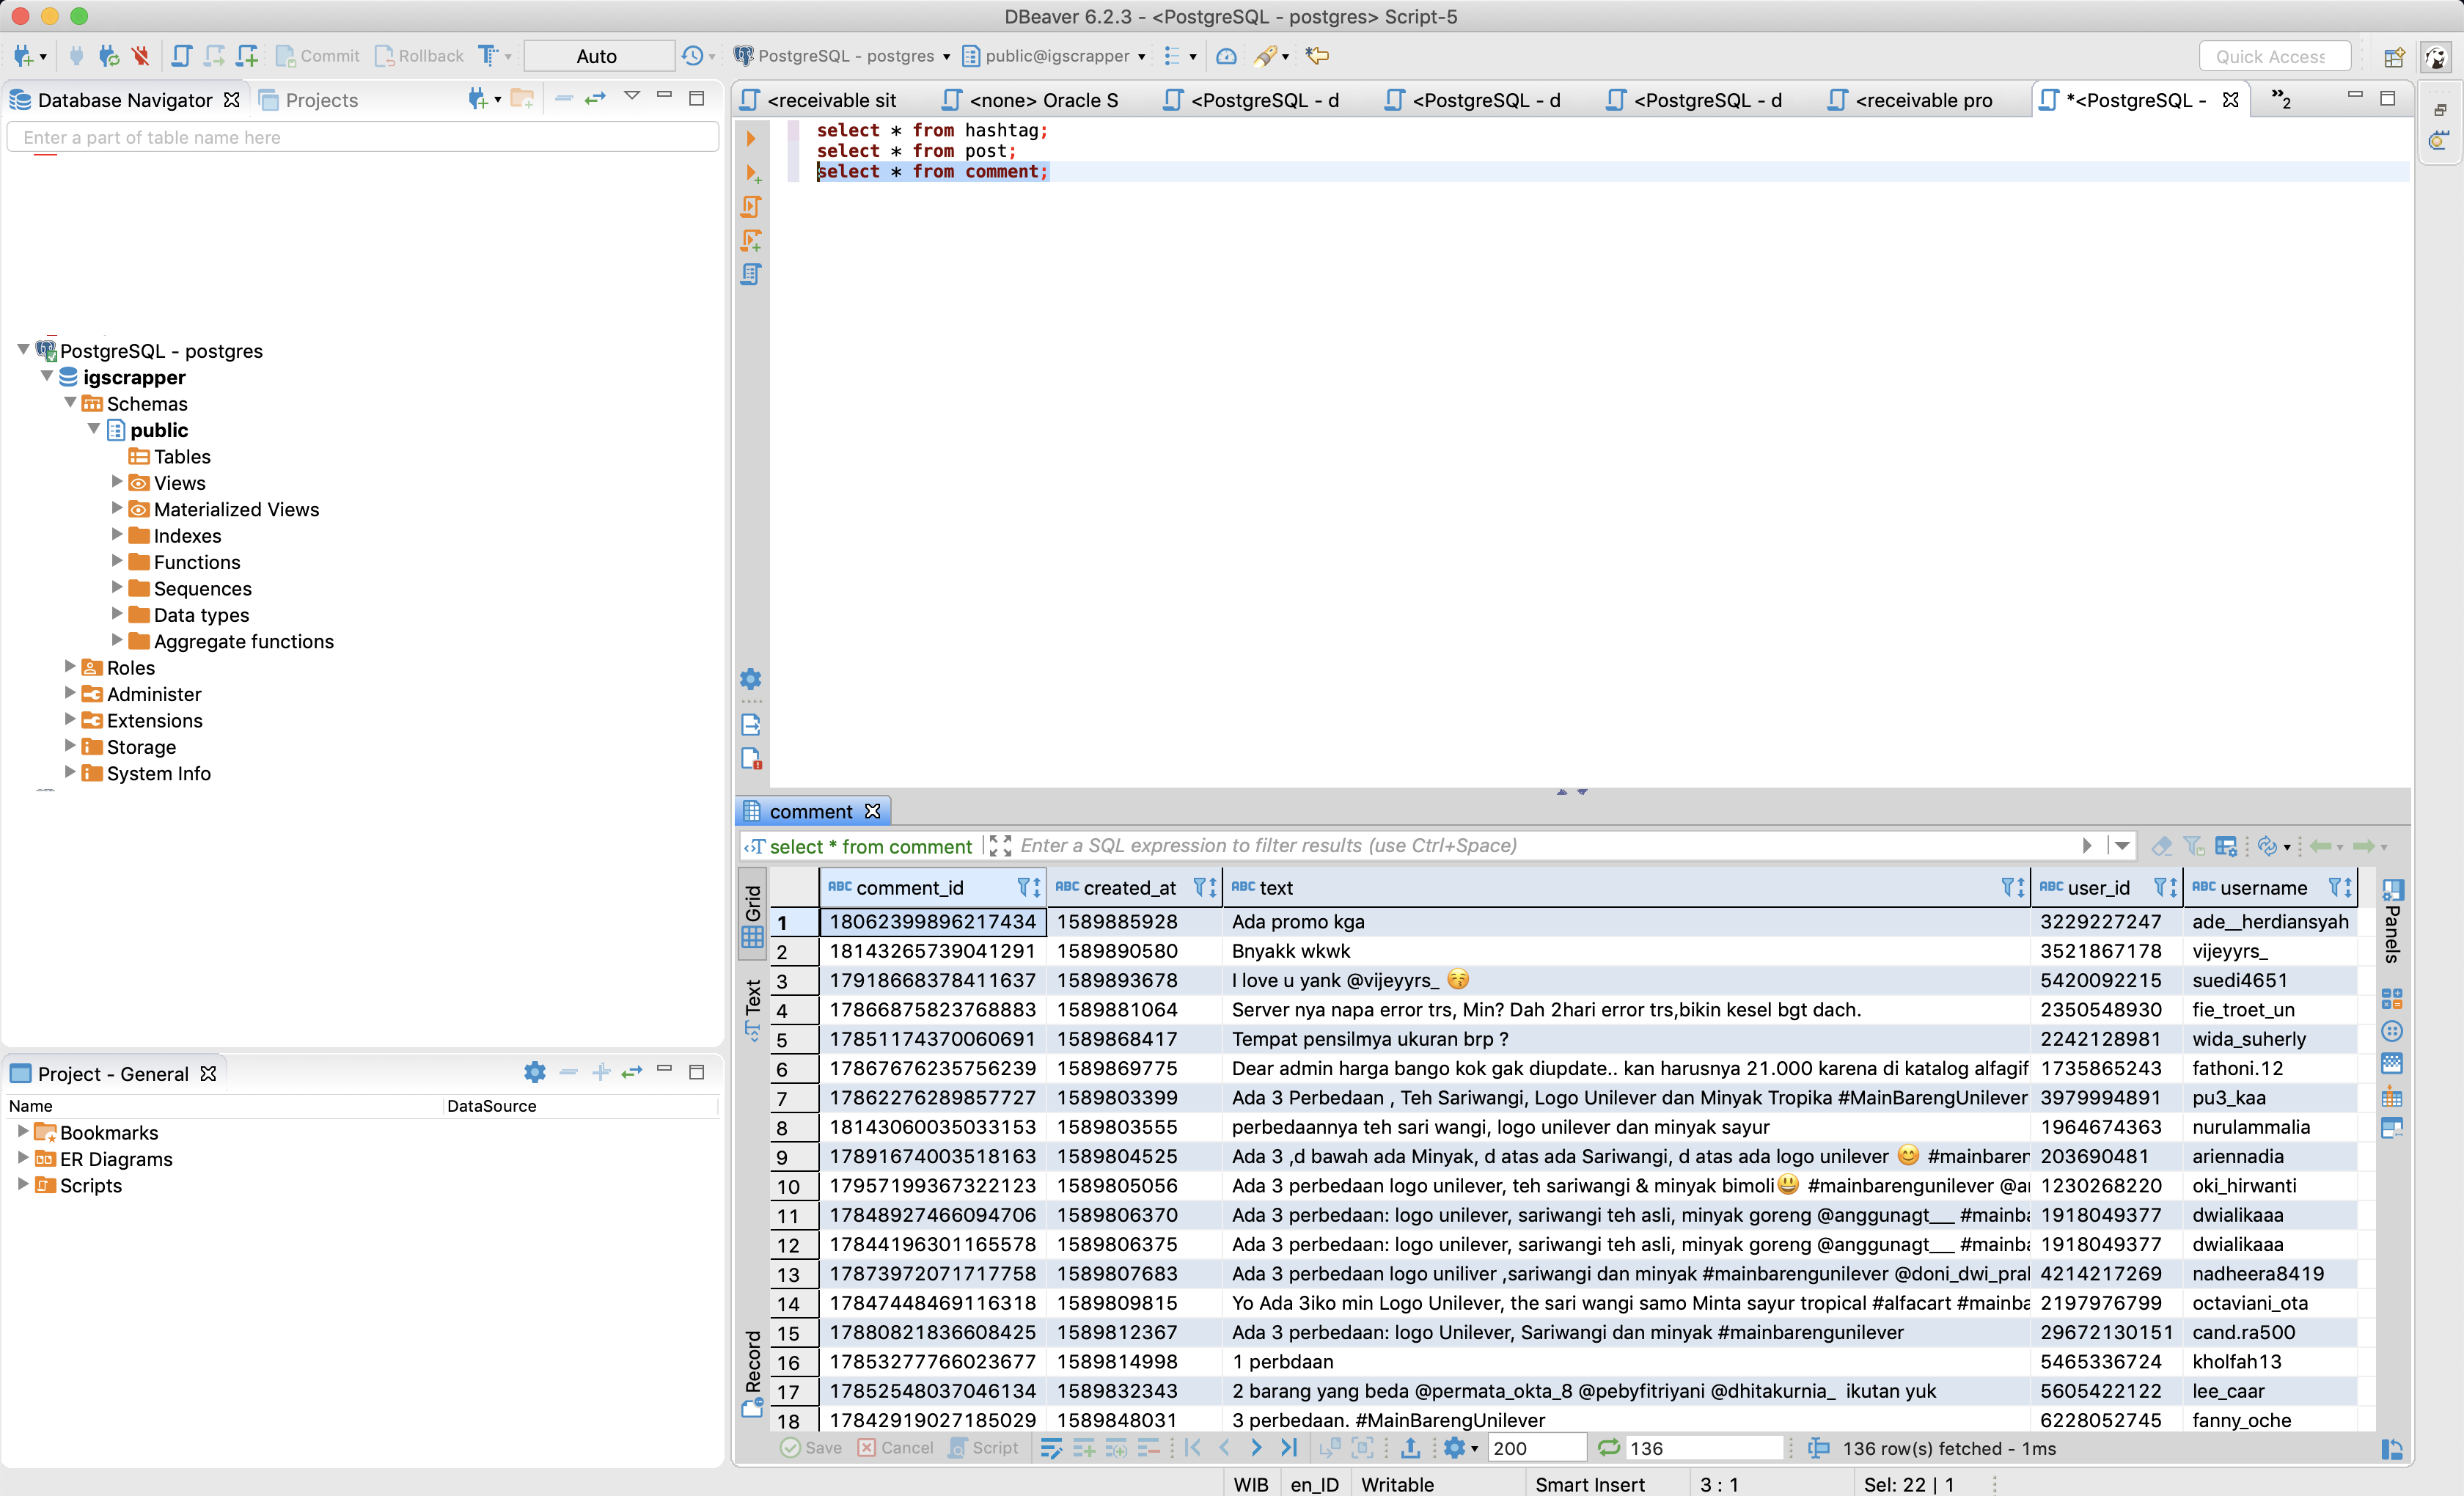 DBeaver 6.2.3 - <PostgreSQL - postgres> Script-5
Commit Rollback Auto PostgreSQL - postgres public@igscrapper Quick Access
Database Navigator Projects
Enter a part of table name here
PostgreSQL - postgres
igscrapper
Schemas
public
Tables
Views
Materialized Views
Indexes
Functions
Sequences
Data types
Aggregate functions
Roles
Administer
Extensions
Storage
System Info
Project - General
Name DataSource
Bookmarks
ER Diagrams
Scripts
<receivable sit <none> Oracle S <PostgreSQL - d <PostgreSQL - d <PostgreSQL - d <receivable pro *<PostgreSQL - »2
select * from hashtag;
select * from post;
select * from comment;
comment
select * from comment Enter a SQL expression to filter results (use Ctrl+Space)
Grid
Text
Record
Panels
ABC comment_id ABC created_at ABC text ABC user_id ABC username
1 18062399896217434 1589885928 Ada promo kga 3229227247 ade__herdiansyah
2 18143265739041291 1589890580 Bnyakk wkwk 3521867178 vijeyyrs_
3 17918668378411637 1589893678 I love u yank @vijeyyrs_ 😚 5420092215 suedi4651
4 17866875823768883 1589881064 Server nya napa error trs, Min? Dah 2hari error trs,bikin kesel bgt dach. 2350548930 fie_troet_un
5 17851174370060691 1589868417 Tempat pensilmya ukuran brp ? 2242128981 wida_suherly
6 17867676235756239 1589869775 Dear admin harga bango kok gak diupdate.. kan harusnya 21.000 karena di katalog alfagif 1735865243 fathoni.12
7 17862276289857727 1589803399 Ada 3 Perbedaan , Teh Sariwangi, Logo Unilever dan Minyak Tropika #MainBarengUnilever 3979994891 pu3_kaa
8 18143060035033153 1589803555 perbedaannya teh sari wangi, logo unilever dan minyak sayur 1964674363 nurulammalia
9 17891674003518163 1589804525 Ada 3 ,d bawah ada Minyak, d atas ada Sariwangi, d atas ada logo unilever 😊 #mainbaren 203690481 ariennadia
10 17957199367322123 1589805056 Ada 3 perbedaan logo unilever, teh sariwangi & minyak bimoli😃 #mainbarengunilever @ar 1230268220 oki_hirwanti
11 17848927466094706 1589806370 Ada 3 perbedaan: logo unilever, sariwangi teh asli, minyak goreng @anggunagt___ #mainba 1918049377 dwialikaaa
12 17844196301165578 1589806375 Ada 3 perbedaan: logo unilever, sariwangi teh asli, minyak goreng @anggunagt___ #mainba 1918049377 dwialikaaa
13 17873972071717758 1589807683 Ada 3 perbedaan logo uniliver ,sariwangi dan minyak #mainbarengunilever @doni_dwi_pral 4214217269 nadheera8419
14 17847448469116318 1589809815 Yo Ada 3iko min Logo Unilever, the sari wangi samo Minta sayur tropical #alfacart #mainba 2197976799 octaviani_ota
15 17880821836608425 1589812367 Ada 3 perbedaan: logo Unilever, Sariwangi dan minyak #mainbarengunilever 29672130151 cand.ra500
16 17853277766023677 1589814998 1 perbdaan 5465336724 kholfah13
17 17852548037046134 1589832343 2 barang yang beda @permata_okta_8 @pebyfitriyani @dhitakurnia_ ikutan yuk 5605422122 lee_caar
18 17842919027185029 1589848031 3 perbedaan. #MainBarengUnilever 6228052745 fanny_oche
Save Cancel Script 200 136 136 row(s) fetched - 1ms
WIB en_ID Writable Smart Insert 3 : 1 Sel: 22 | 1